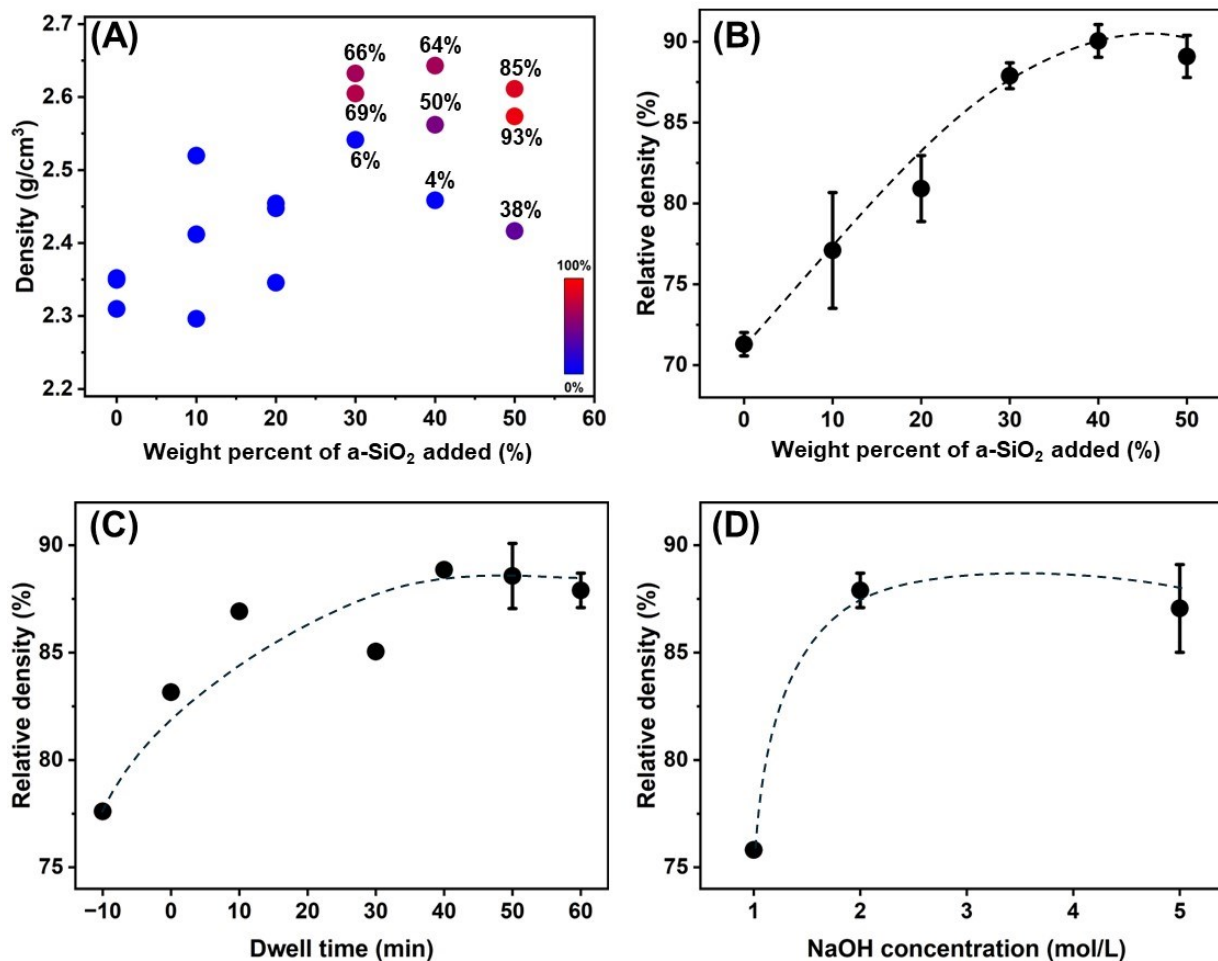 (A)
2.7
2.6
2.5
2.4
2.3
2.2
Density (g/cm³)
66%
64%
85%
69%
50%
93%
6%
4%
38%
100%
0%
0 10 20 30 40 50 60
Weight percent of a-SiO₂ added (%)
(B)
90
85
80
75
70
Relative density (%)
0 10 20 30 40 50
Weight percent of a-SiO₂ added (%)
(C)
90
85
80
75
Relative density (%)
−10 0 10 20 30 40 50 60
Dwell time (min)
(D)
90
85
80
75
Relative density (%)
1 2 3 4 5
NaOH concentration (mol/L)